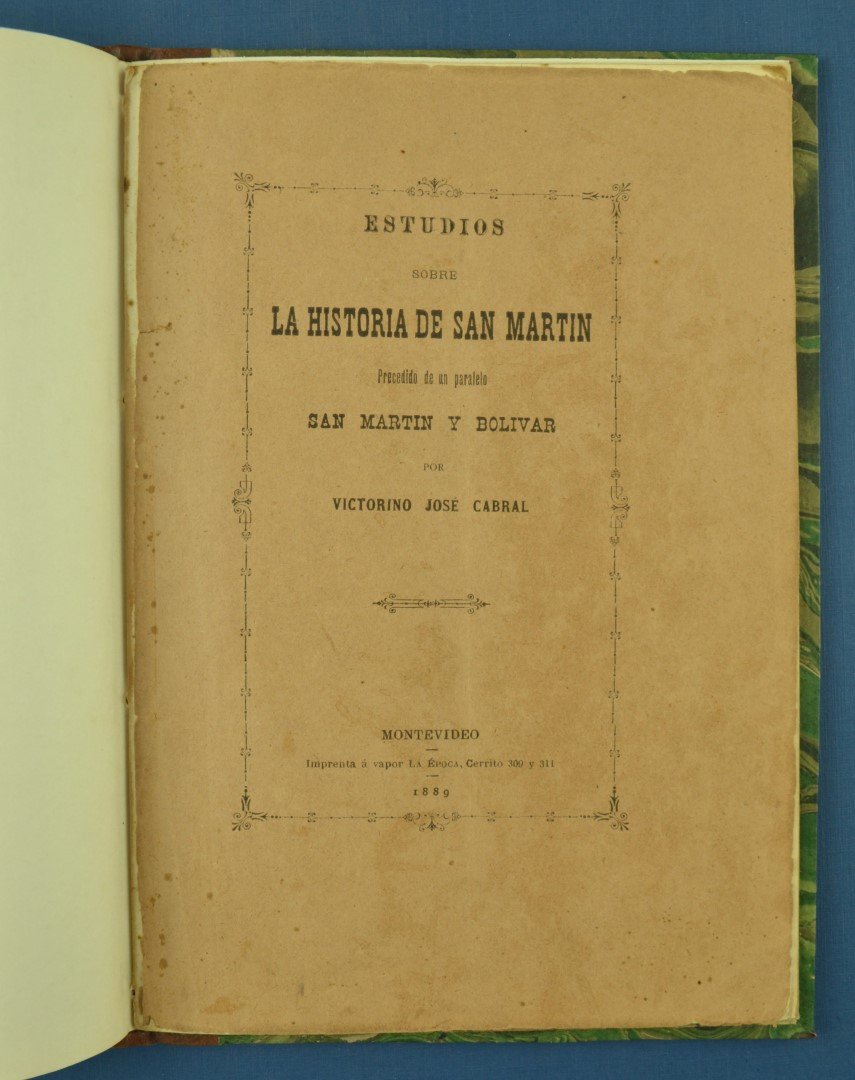 ESTUDIOS
SOBRE
LA HISTORIA DE SAN MARTIN
Precedido de un paralelo
SAN MARTIN Y BOLIVAR
POR
VICTORINO JOSÉ CABRAL
MONTEVIDEO
Imprenta á vapor LA ÉPOCA, Cerrito 309 y 311
1889